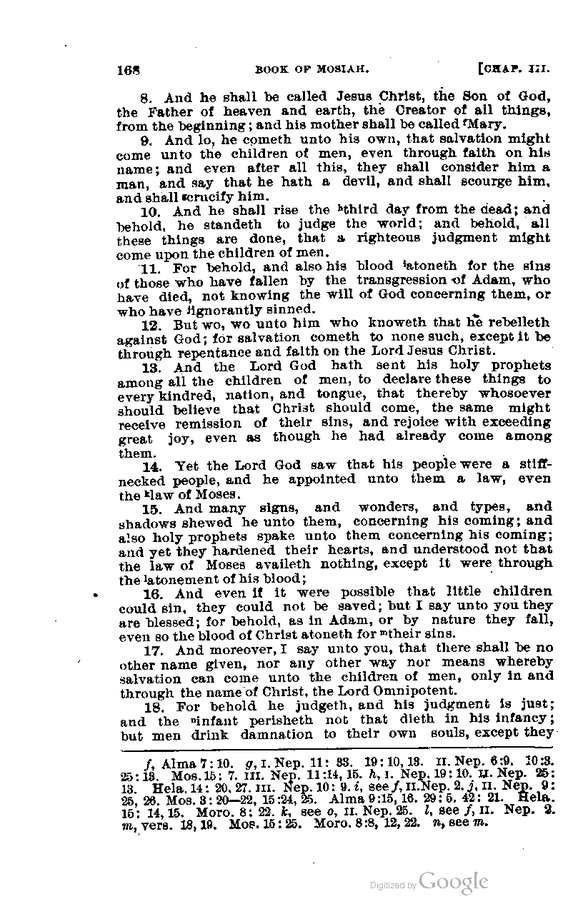 168 BOOK OF MOSIAH. [CHAP. III.
8. And he shall be called Jesus Christ, the Son of God,
the Father of heaven and earth, the Creator of all things,
from the beginning; and his mother shall be called fMary.
9. And lo, he cometh unto his own, that salvation might
come unto the children of men, even through faith on his
name; and even after all this, they shall consider him a
man, and say that he hath a devil, and shall scourge him,
and shall gcrucify him.
10. And he shall rise the hthird day from the dead; and
behold, he standeth to judge the world; and behold, all
these things are done, that a righteous judgment might
come upon the children of men.
11. For behold, and also his blood iatoneth for the sins
of those who have fallen by the transgression of Adam, who
have died, not knowing the will of God concerning them, or
who have jignorantly sinned.
12. But wo, wo unto him who knoweth that he rebelleth
against God; for salvation cometh to none such, except it be
through repentance and faith on the Lord Jesus Christ.
13. And the Lord God hath sent his holy prophets
among all the children of men, to declare these things to
every kindred, nation, and tongue, that thereby whosoever
should believe that Christ should come, the same might
receive remission of their sins, and rejoice with exceeding
great joy, even as though he had already come among
them.
14. Yet the Lord God saw that his people were a stiff-
necked people, and he appointed unto them a law, even
the klaw of Moses.
15. And many signs, and wonders, and types, and
shadows shewed he unto them, concerning his coming; and
also holy prophets spake unto them concerning his coming;
and yet they hardened their hearts, and understood not that
the law of Moses availeth nothing, except it were through
the latonement of his blood;
16. And even if it were possible that little children
could sin, they could not be saved; but I say unto you they
are blessed; for behold, as in Adam, or by nature they fall,
even so the blood of Christ atoneth for mtheir sins.
17. And moreover, I say unto you, that there shall be no
other name given, nor any other way nor means whereby
salvation can come unto the children of men, only in and
through the name of Christ, the Lord Omnipotent.
18. For behold he judgeth, and his judgment is just;
and the ninfant perisheth not that dieth in his infancy;
but men drink damnation to their own souls, except they
f, Alma 7:10. g, I. Nep. 11: 33. 19:10, 13. II. Nep. 6:9. 10:3.
25:13. Mos. 15: 7. III. Nep. 11:14, 15. h, I. Nep. 19:10. II. Nep. 25:
13. Hela. 14: 20, 27. III. Nep. 10: 9. i, see f, II. Nep. 2. j, II. Nep. 9:
25, 26. Mos. 3:20—22, 15:24, 25. Alma 9:15, 16. 29:5. 42: 21. Hela.
15: 14, 15. Moro. 8: 22. k, see o, II. Nep. 25. l, see f, II. Nep. 2.
m, vers. 18, 19. Mos. 15:25. Moro. 8:8, 12, 22. n, see m.
Digitized by Google